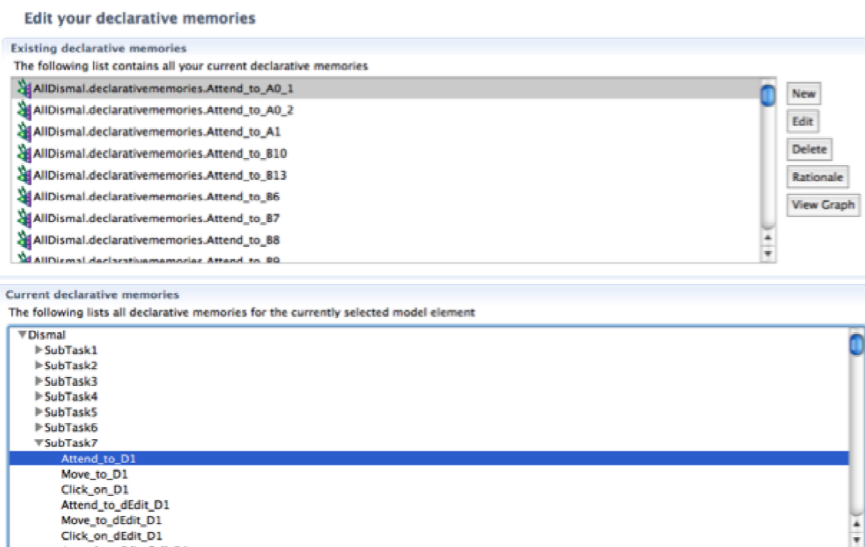 Edit your declarative memories
Existing declarative memories
The following list contains all your current declarative memories
AllDismal.declarativememories.Attend_to_A0_1
AllDismal.declarativememories.Attend_to_A0_2
AllDismal.declarativememories.Attend_to_A1
AllDismal.declarativememories.Attend_to_B10
AllDismal.declarativememories.Attend_to_B13
AllDismal.declarativememories.Attend_to_B6
AllDismal.declarativememories.Attend_to_B7
AllDismal.declarativememories.Attend_to_B8
AllDismal.declarativememories.Attend_to_B9
New
Edit
Delete
Rationale
View Graph
Current declarative memories
The following lists all declarative memories for the currently selected model element
Dismal
SubTask1
SubTask2
SubTask3
SubTask4
SubTask5
SubTask6
SubTask7
Attend_to_D1
Move_to_D1
Click_on_D1
Attend_to_dEdit_D1
Move_to_dEdit_D1
Click_on_dEdit_D1